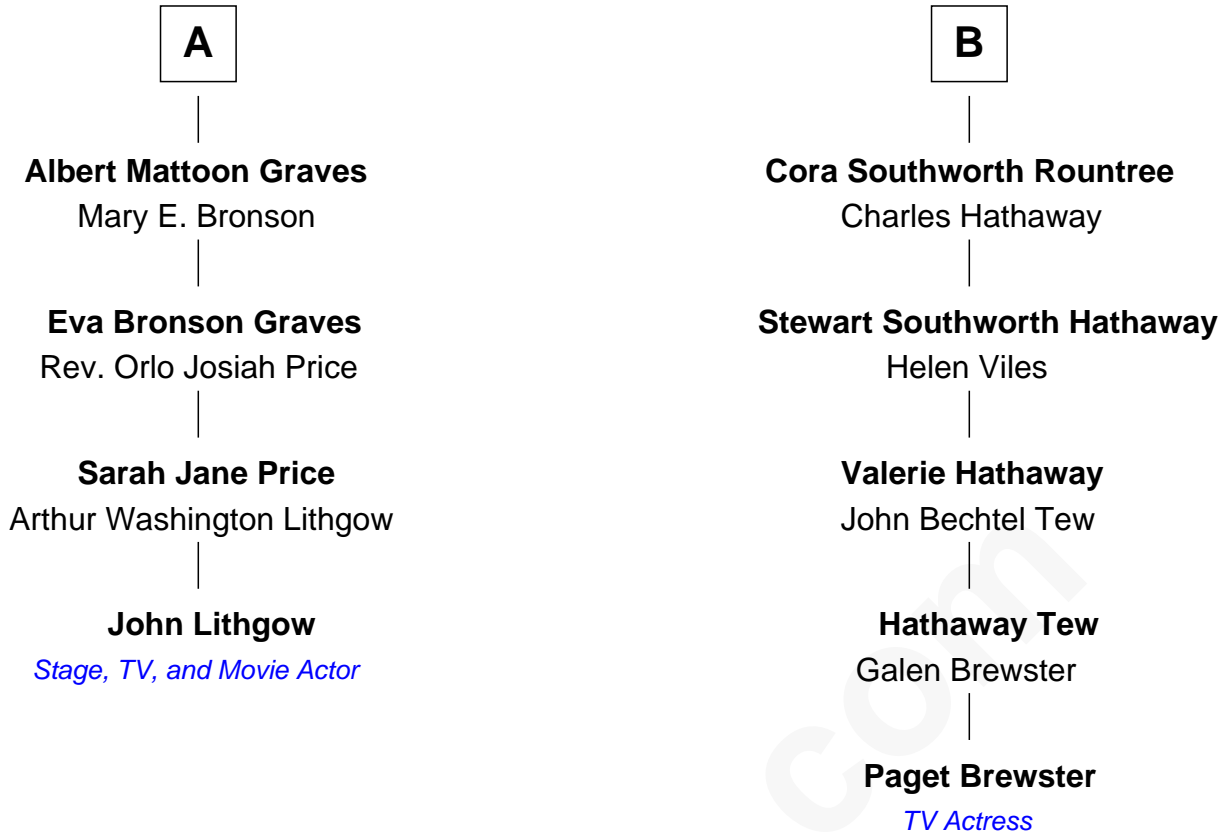 A
Albert Mattoon Graves
Mary E. Bronson
Eva Bronson Graves
Rev. Orlo Josiah Price
Sarah Jane Price
Arthur Washington Lithgow
John Lithgow
Stage, TV, and Movie Actor
B
Cora Southworth Rountree
Charles Hathaway
Stewart Southworth Hathaway
Helen Viles
Valerie Hathaway
John Bechtel Tew
Hathaway Tew
Galen Brewster
Paget Brewster
TV Actress
com